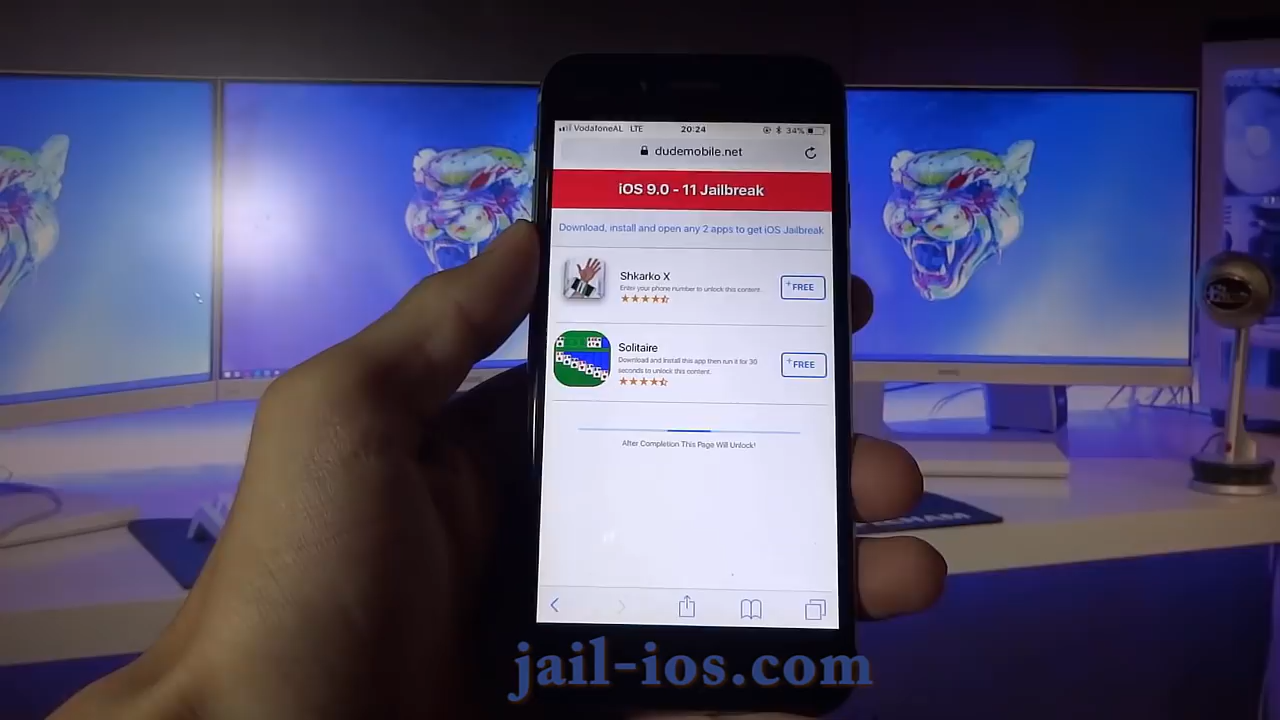 VodafoneAL LTE 20:24 34%
dudemobile.net
iOS 9.0 - 11 Jailbreak
Download, install and open any 2 apps to get iOS Jailbreak
Shkarko X
Enter your phone number to unlock this content.
+FREE
Solitaire
Download and install this app then run it for 30
seconds to unlock this content.
+FREE
After Completion This Page Will Unlock!
jail-ios.com